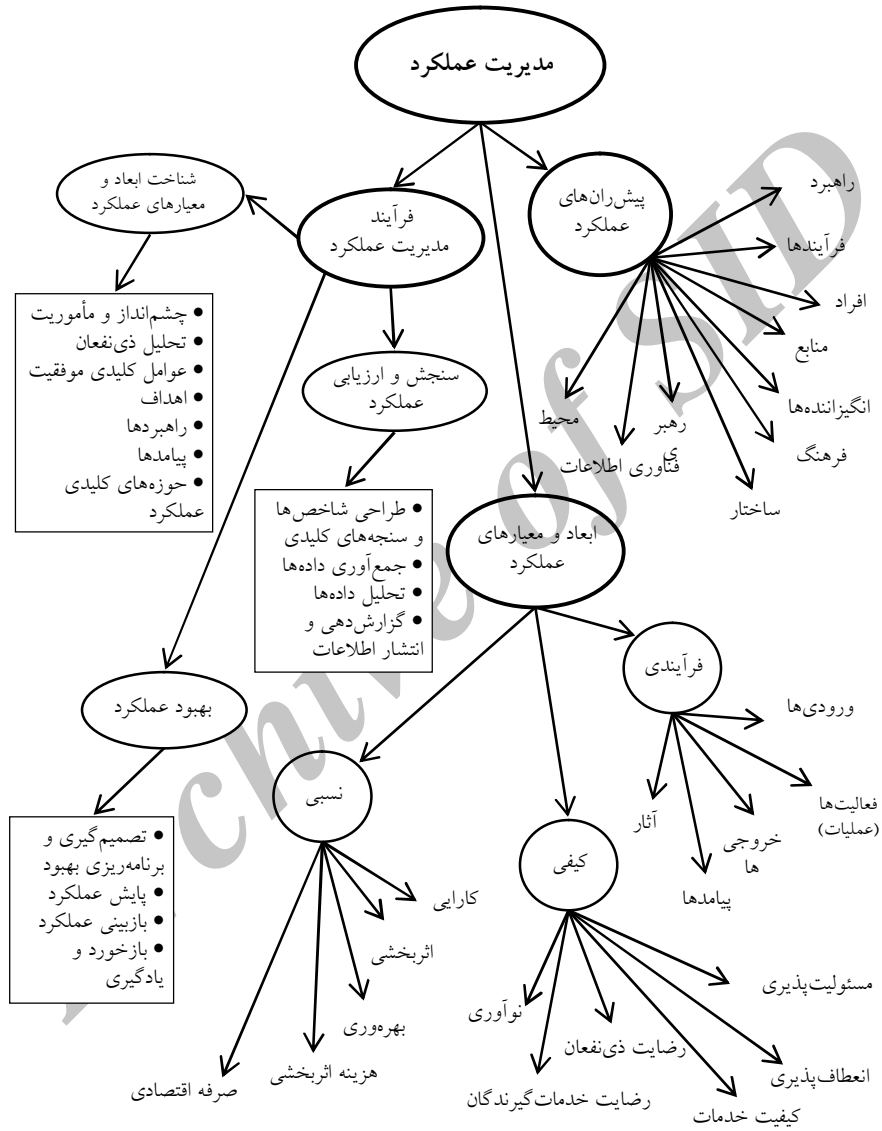 مدیریت عملکرد
پیش‌ران‌های
عملکرد
راهبرد
فرآیندها
افراد
منابع
انگیزاننده‌ها
فرهنگ
ساختار
رهبر
ی
فناوری اطلاعات
محیط
فرآیند
مدیریت عملکرد
شناخت ابعاد و
معیارهای عملکرد
• چشم‌انداز و مأموریت
• تحلیل ذی‌نفعان
• عوامل کلیدی موفقیت
• اهداف
• راهبردها
• پیامدها
• حوزه‌های کلیدی
عملکرد
سنجش و ارزیابی
عملکرد
• طراحی شاخص‌ها
و سنجه‌های کلیدی
• جمع‌آوری داده‌ها
• تحلیل داده‌ها
• گزارش‌دهی و
انتشار اطلاعات
بهبود عملکرد
• تصمیم‌گیری و
برنامه‌ریزی بهبود
• پایش عملکرد
• بازبینی عملکرد
• بازخورد و
یادگیری
ابعاد و معیارهای
عملکرد
فرآیندی
ورودی‌ها
فعالیت‌ها
(عملیات)
خروجی
ها
پیامدها
آثار
کیفی
مسئولیت‌پذیری
انعطاف‌پذیری
کیفیت خدمات
رضایت ذی‌نفعان
رضایت خدمات‌گیرندگان
نوآوری
نسبی
کارایی
اثربخشی
بهره‌وری
هزینه اثربخشی
صرفه اقتصادی
Archive of SID